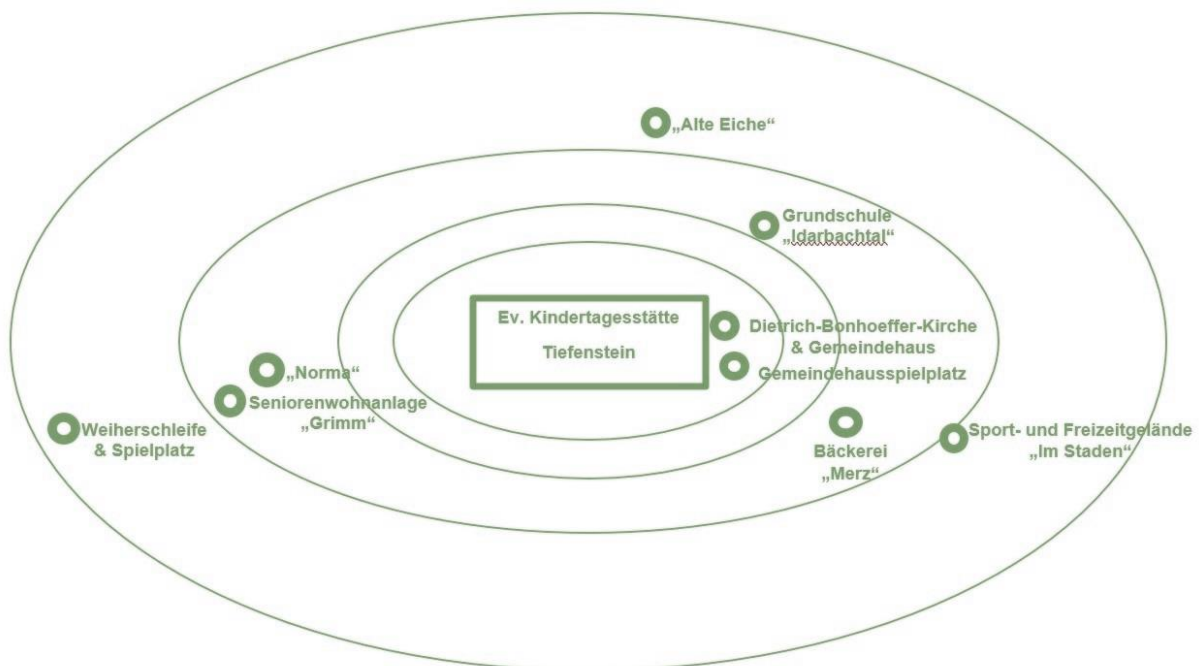 „Alte Eiche“
Grundschule
„Idarbachtal“
Ev. Kindertagesstätte
Tiefenstein
Dietrich-Bonhoeffer-Kirche
& Gemeindehaus
Gemeindehausspielplatz
„Norma“
Seniorenwohnanlage
„Grimm“
Weiherschleife
& Spielplatz
Bäckerei
„Merz“
Sport- und Freizeitgelände
„Im Staden“